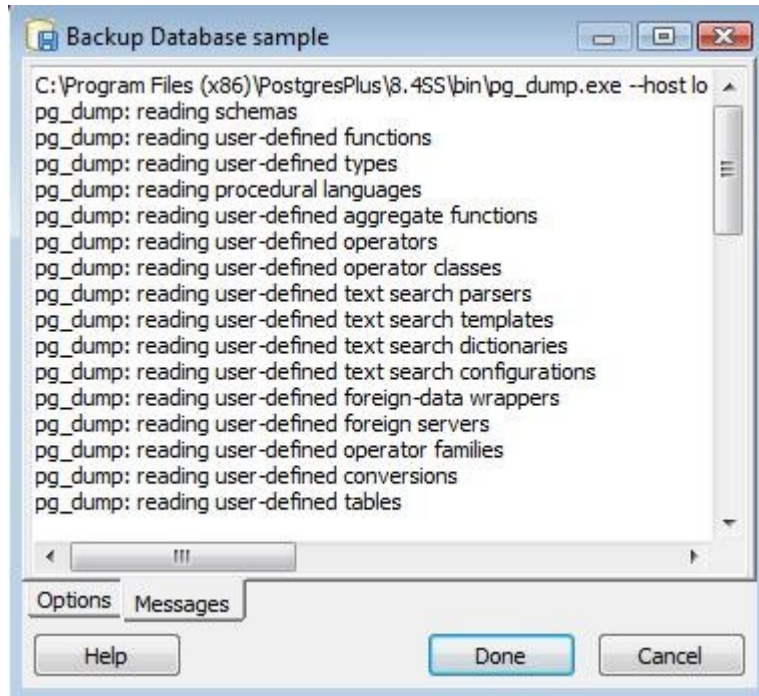 Backup Database sample
C:\Program Files (x86)\PostgresPlus\8.4SS\bin\pg_dump.exe --host lo
pg_dump: reading schemas
pg_dump: reading user-defined functions
pg_dump: reading user-defined types
pg_dump: reading procedural languages
pg_dump: reading user-defined aggregate functions
pg_dump: reading user-defined operators
pg_dump: reading user-defined operator classes
pg_dump: reading user-defined text search parsers
pg_dump: reading user-defined text search templates
pg_dump: reading user-defined text search dictionaries
pg_dump: reading user-defined text search configurations
pg_dump: reading user-defined foreign-data wrappers
pg_dump: reading user-defined foreign servers
pg_dump: reading user-defined operator families
pg_dump: reading user-defined conversions
pg_dump: reading user-defined tables
Options Messages
Help Done Cancel